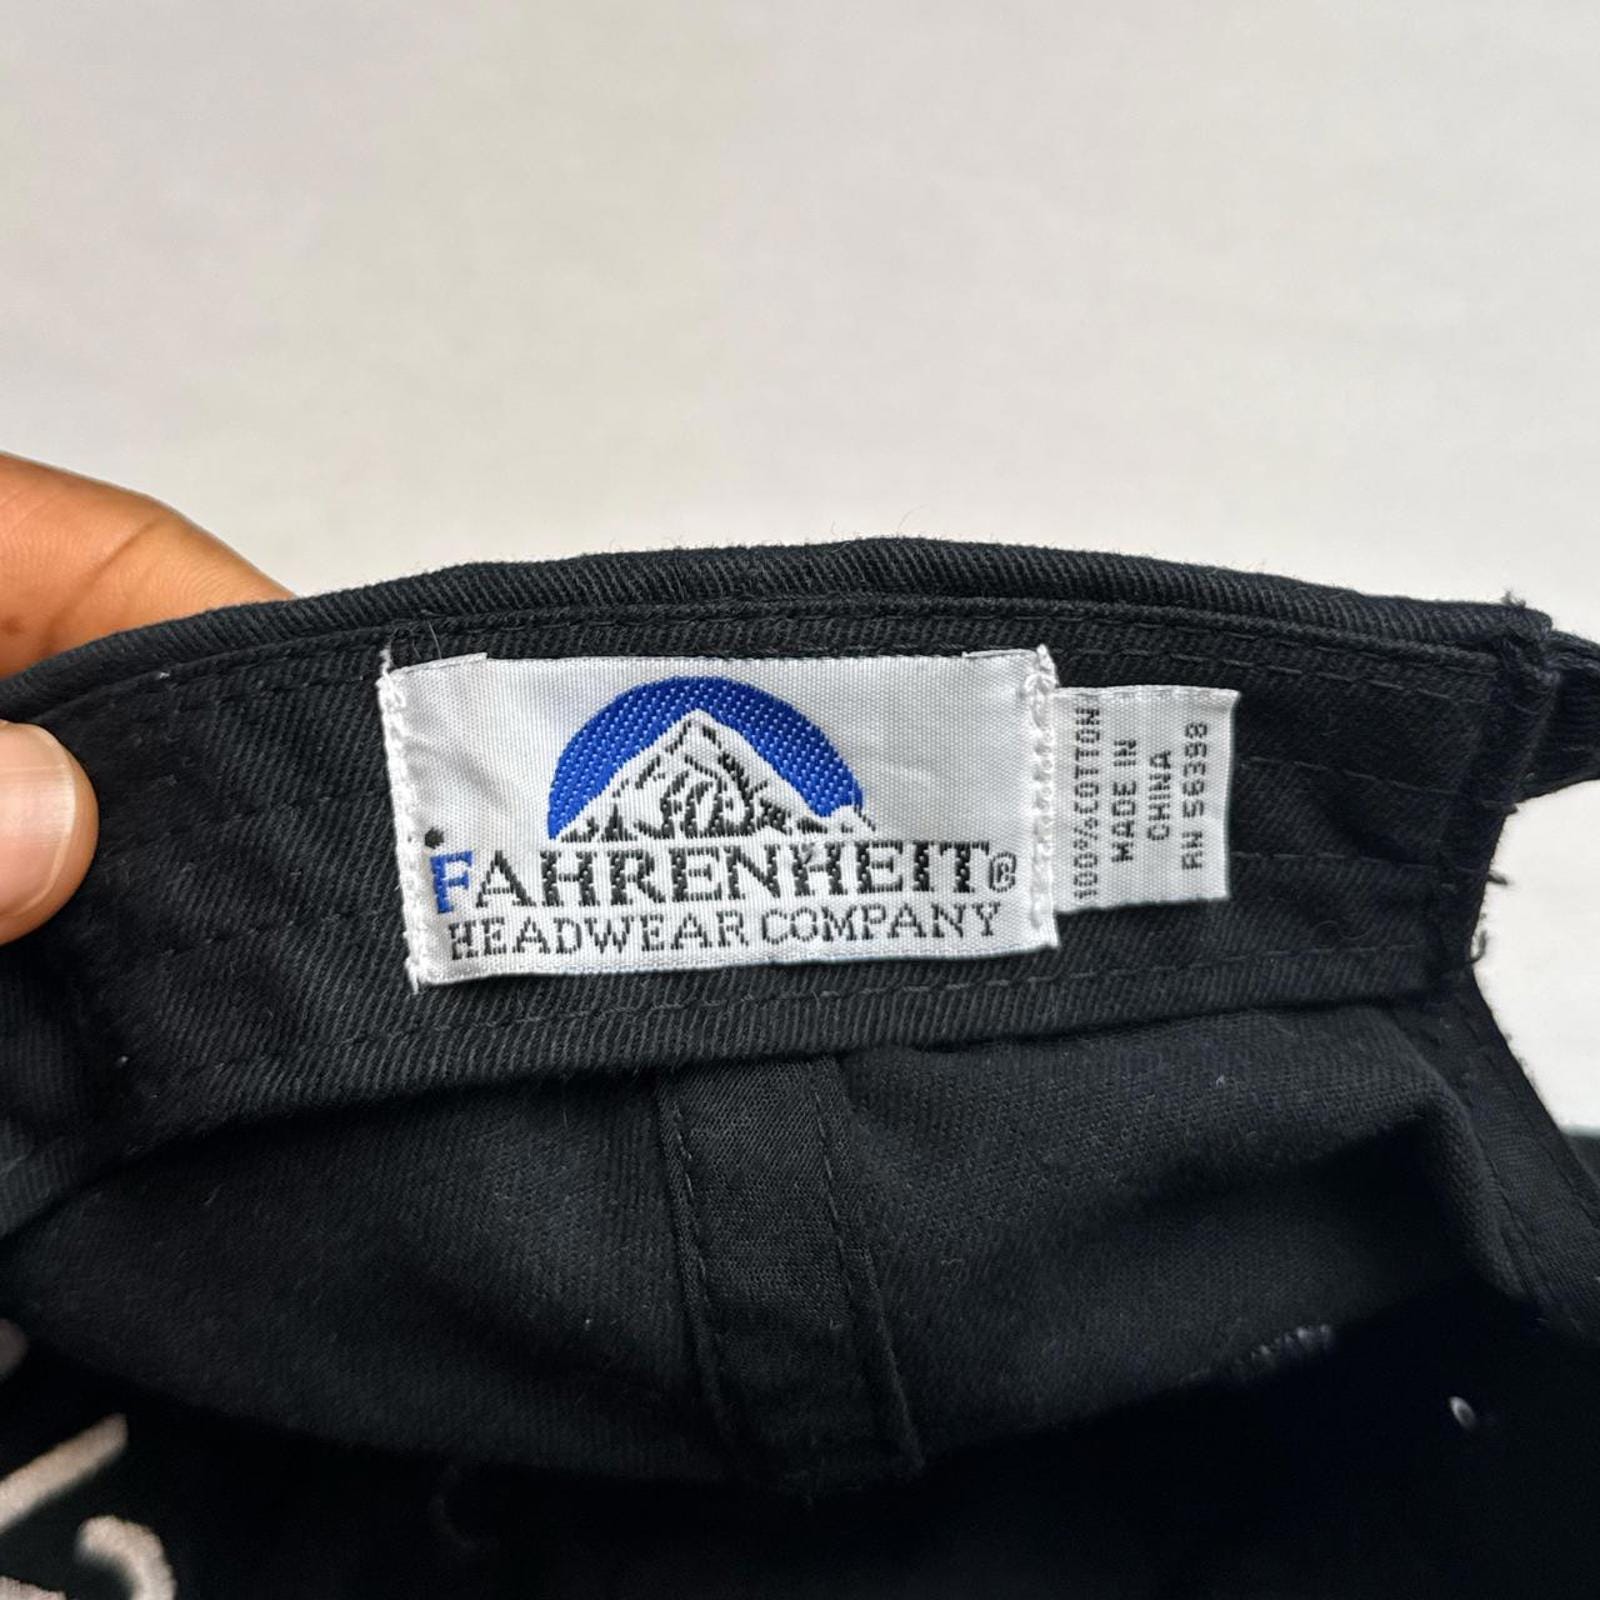 FAHRENHEIT®
HEADWEAR COMPANY
100% COTTON
MADE IN
CHINA
RN 56398